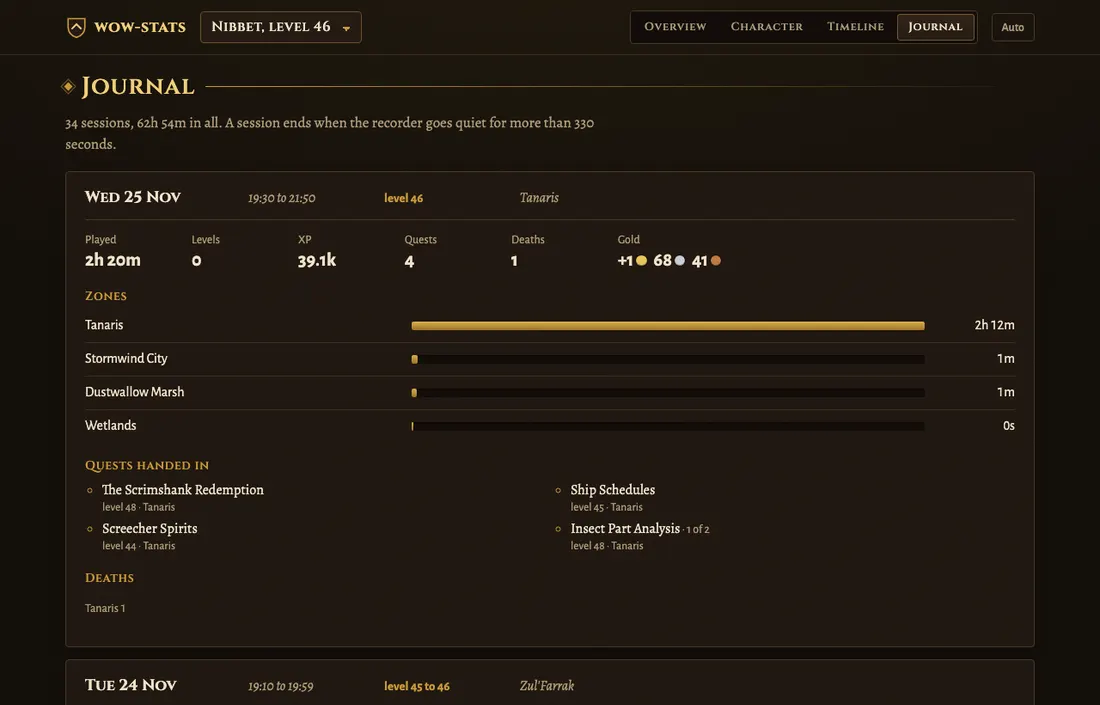 WOW-STATS
NIBBET, LEVEL 46
OVERVIEW
CHARACTER
TIMELINE
JOURNAL
Auto
JOURNAL
34 sessions, 62h 54m in all. A session ends when the recorder goes quiet for more than 330
seconds.
WED 25 NOV
19:30 to 21:50
level 46
Tanaris
Played
Levels
XP
Quests
Deaths
Gold
2h 20m
0
39.1k
4
1
+1 68 41
ZONES
Tanaris
2h 12m
Stormwind City
1m
Dustwallow Marsh
1m
Wetlands
0s
QUESTS HANDED IN
The Scrimshank Redemption
level 48 · Tanaris
Ship Schedules
level 45 · Tanaris
Screecher Spirits
level 44 · Tanaris
Insect Part Analysis · 1 of 2
level 48 · Tanaris
DEATHS
Tanaris 1
TUE 24 NOV
19:10 to 19:59
level 45 to 46
Zul'Farrak